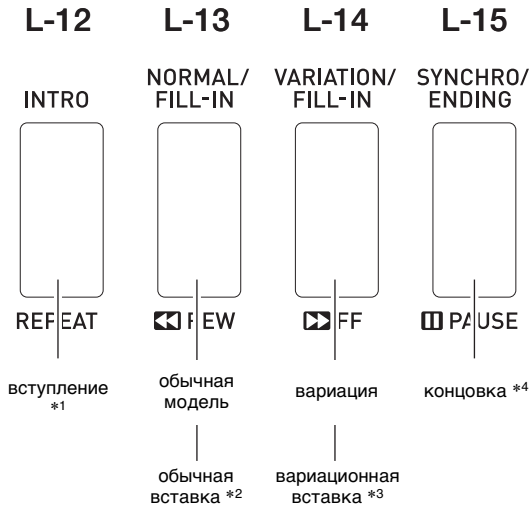 L-12 L-13 L-14 L-15
INTRO NORMAL/ FILL-IN VARIATION/ FILL-IN SYNCHRO/ ENDING
REPEAT REW FF PAUSE
вступление *1
обычная модель
вариация
концовка *4
обычная вставка *2
вариационная вставка *3